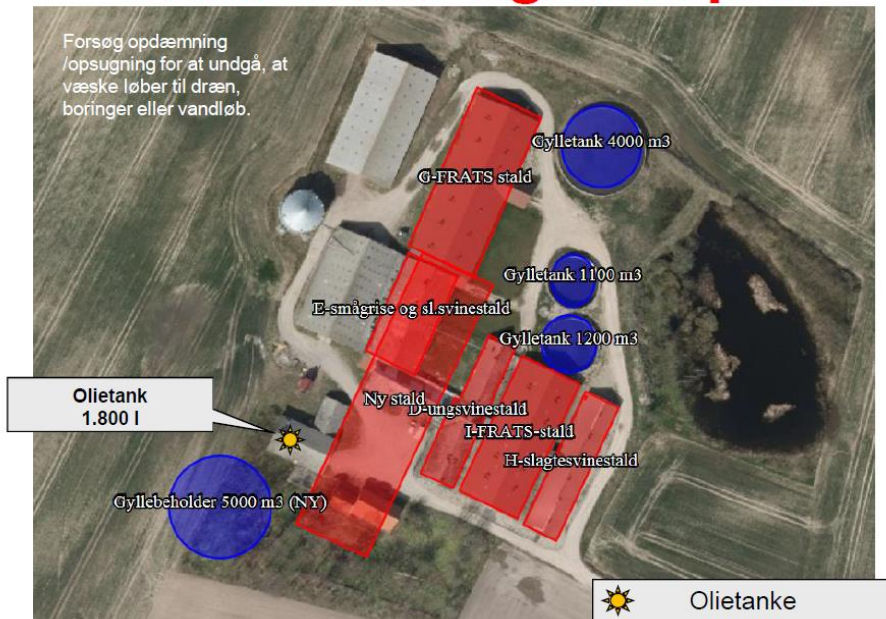 Forsøg opdæmning
/opsugning for at undgå, at
væske løber til dræn,
boringer eller vandløb.
Gylletank 4000 m3
G-FRATS stald
Gylletank 1100 m3
E-smågrise og sl.svinestald
Gylletank 1200 m3
Olietank
1.800 l
Ny stald
D-ungsvinestald
I-FRATS-stald
H-slagtesvinestald
Gyllebeholder 5000 m3 (NY)
Olietanke